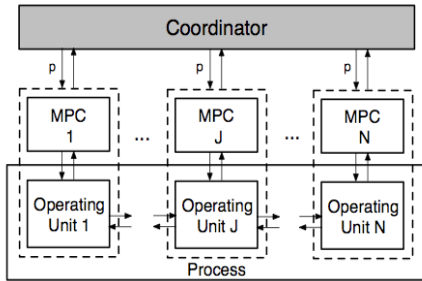 Coordinator
p p p
MPC MPC MPC
1 ... J ... N
Operating Operating Operating
Unit 1 Unit J Unit N
Process